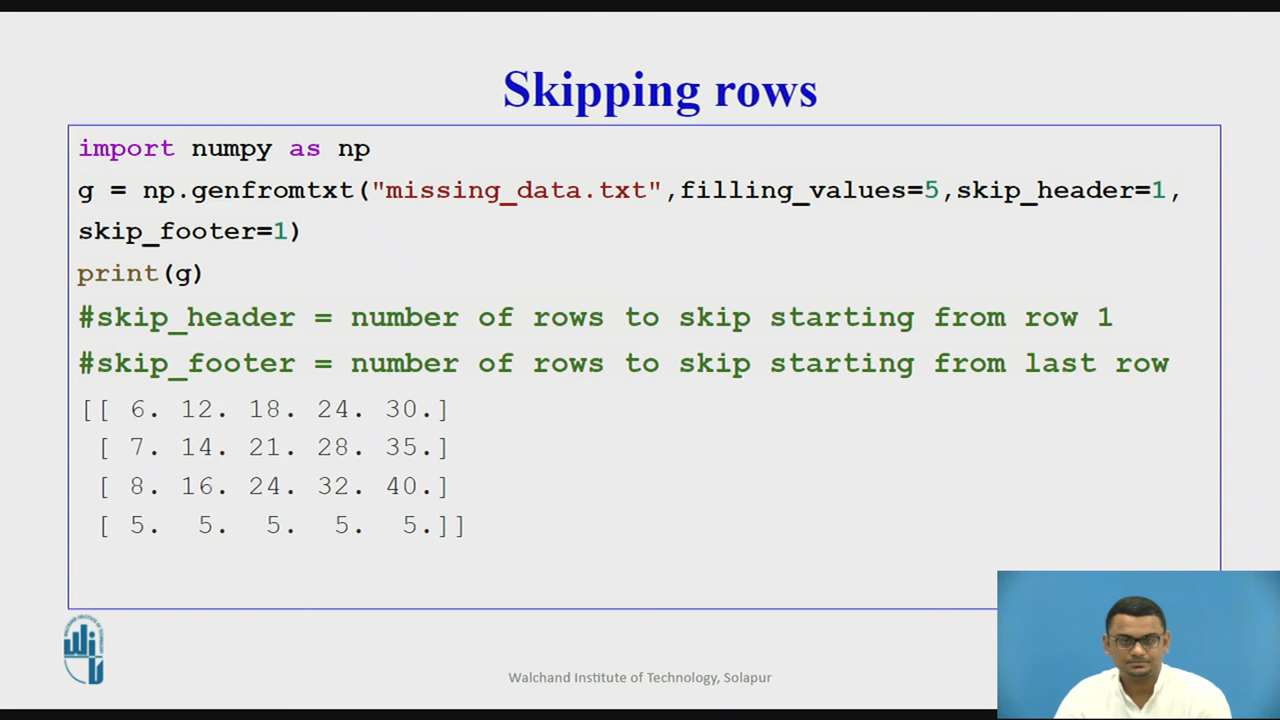 Skipping rows
import numpy as np
g = np.genfromtxt("missing_data.txt",filling_values=5,skip_header=1,
skip_footer=1)
print(g)
#skip_header = number of rows to skip starting from row 1
#skip_footer = number of rows to skip starting from last row
[[ 6. 12. 18. 24. 30.]
[ 7. 14. 21. 28. 35.]
[ 8. 16. 24. 32. 40.]
[ 5. 5. 5. 5. 5.]]
Walchand Institute of Technology, Solapur